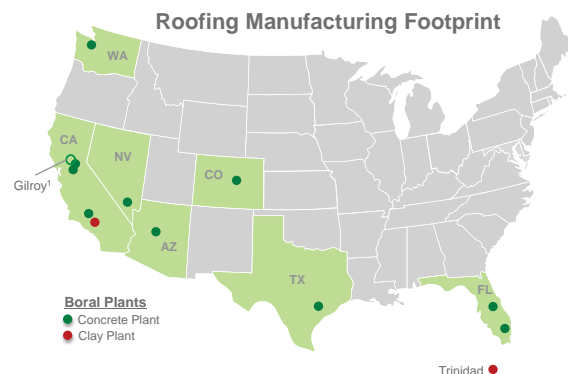 Roofing Manufacturing Footprint
WA
CA
NV
CO
Gilroy¹
AZ
TX
FL
Boral Plants
Concrete Plant
Clay Plant
Trinidad